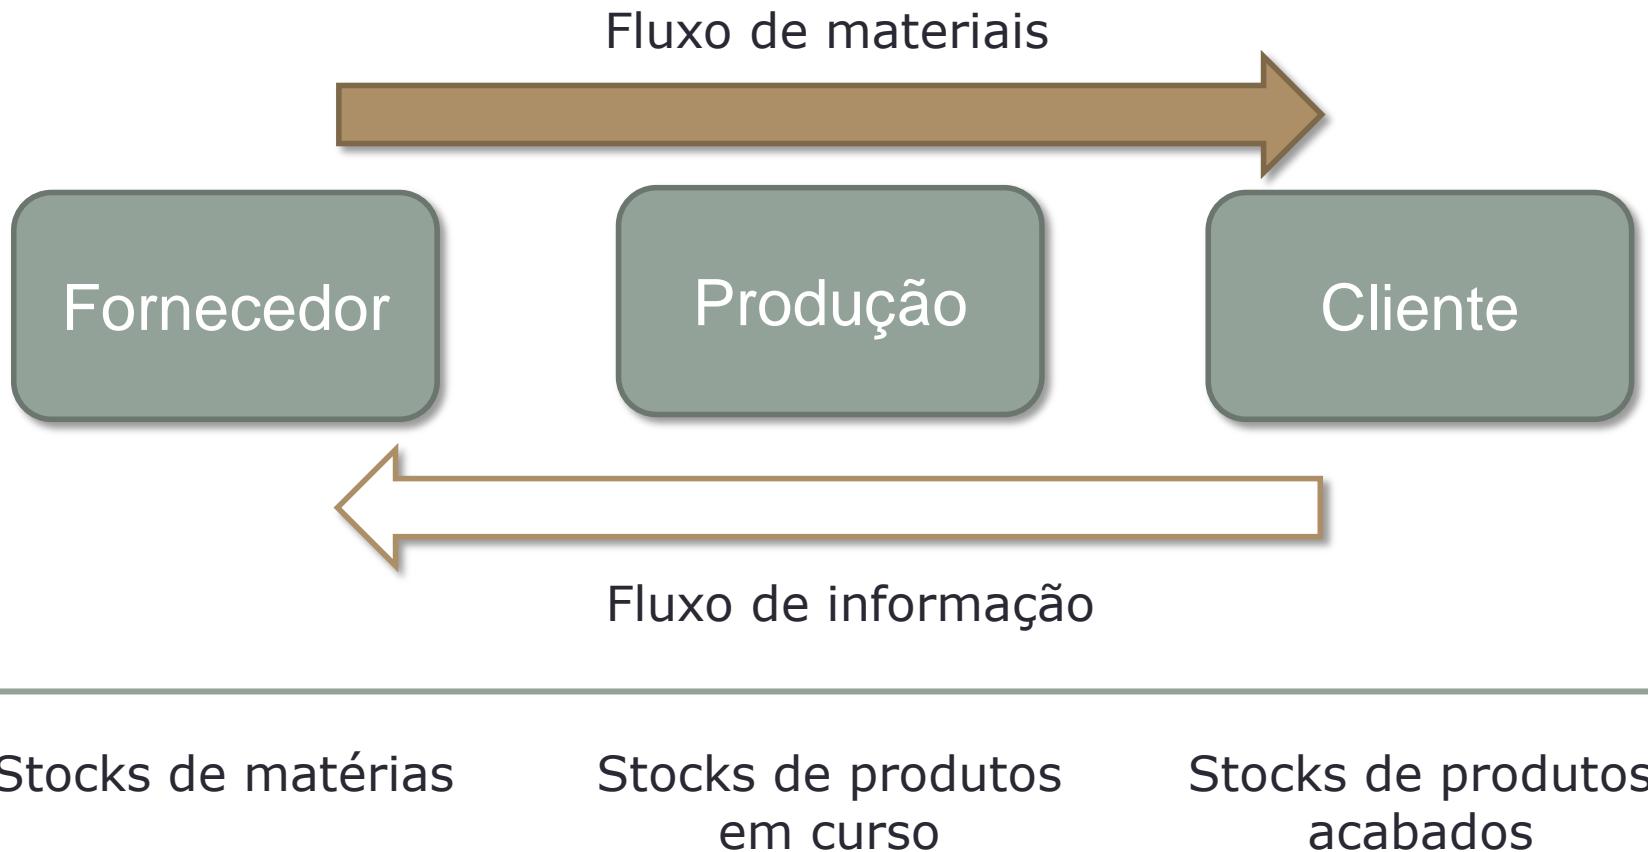 Fluxo de materiais
Fornecedor
Produção
Cliente
Fluxo de informação
Stocks de matérias
Stocks de produtos
em curso
Stocks de produtos
acabados